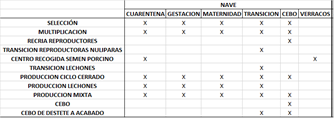 NAVE
CUARENTENA GESTACION MATERNIDAD TRANSICION CEBO VERRACOS
SELECCIÓN X X X X X
MULTIPLICACION X X X X X
RECRIA REPRODUCTORES X
TRANSICION REPRODUCTORAS NULIPARAS X
CENTRO RECOGIDA SEMEN PORCINO X X
TRANSICION LECHONES X
PRODUCCION CICLO CERRADO X X X X X
PRODUCCION LECHONES X X X X
PRODUCCION MIXTA X X X X X
CEBO X
CEBO DE DESTETE A ACABADO X X